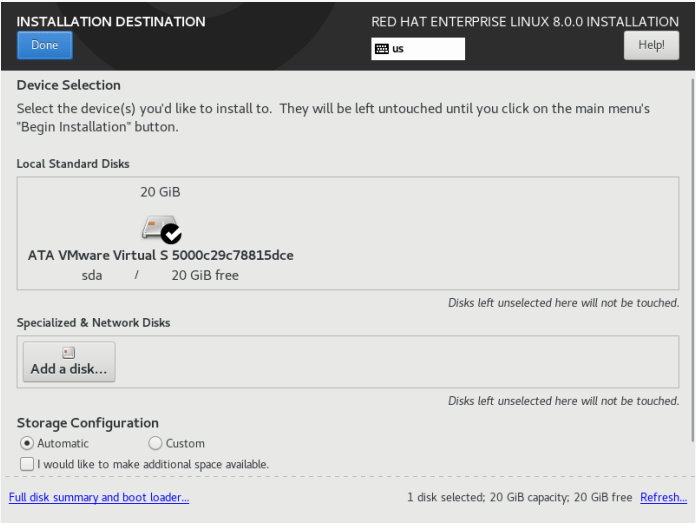 INSTALLATION DESTINATION
RED HAT ENTERPRISE LINUX 8.0.0 INSTALLATION
Done
us
Help!
Device Selection
Select the device(s) you'd like to install to. They will be left untouched until you click on the main menu's
"Begin Installation" button.
Local Standard Disks
20 GiB
ATA VMware Virtual S 5000c29c78815dce
sda / 20 GiB free
Disks left unselected here will not be touched.
Specialized & Network Disks
Add a disk...
Disks left unselected here will not be touched.
Storage Configuration
Automatic Custom
I would like to make additional space available.
Full disk summary and boot loader... 1 disk selected; 20 GiB capacity; 20 GiB free Refresh...